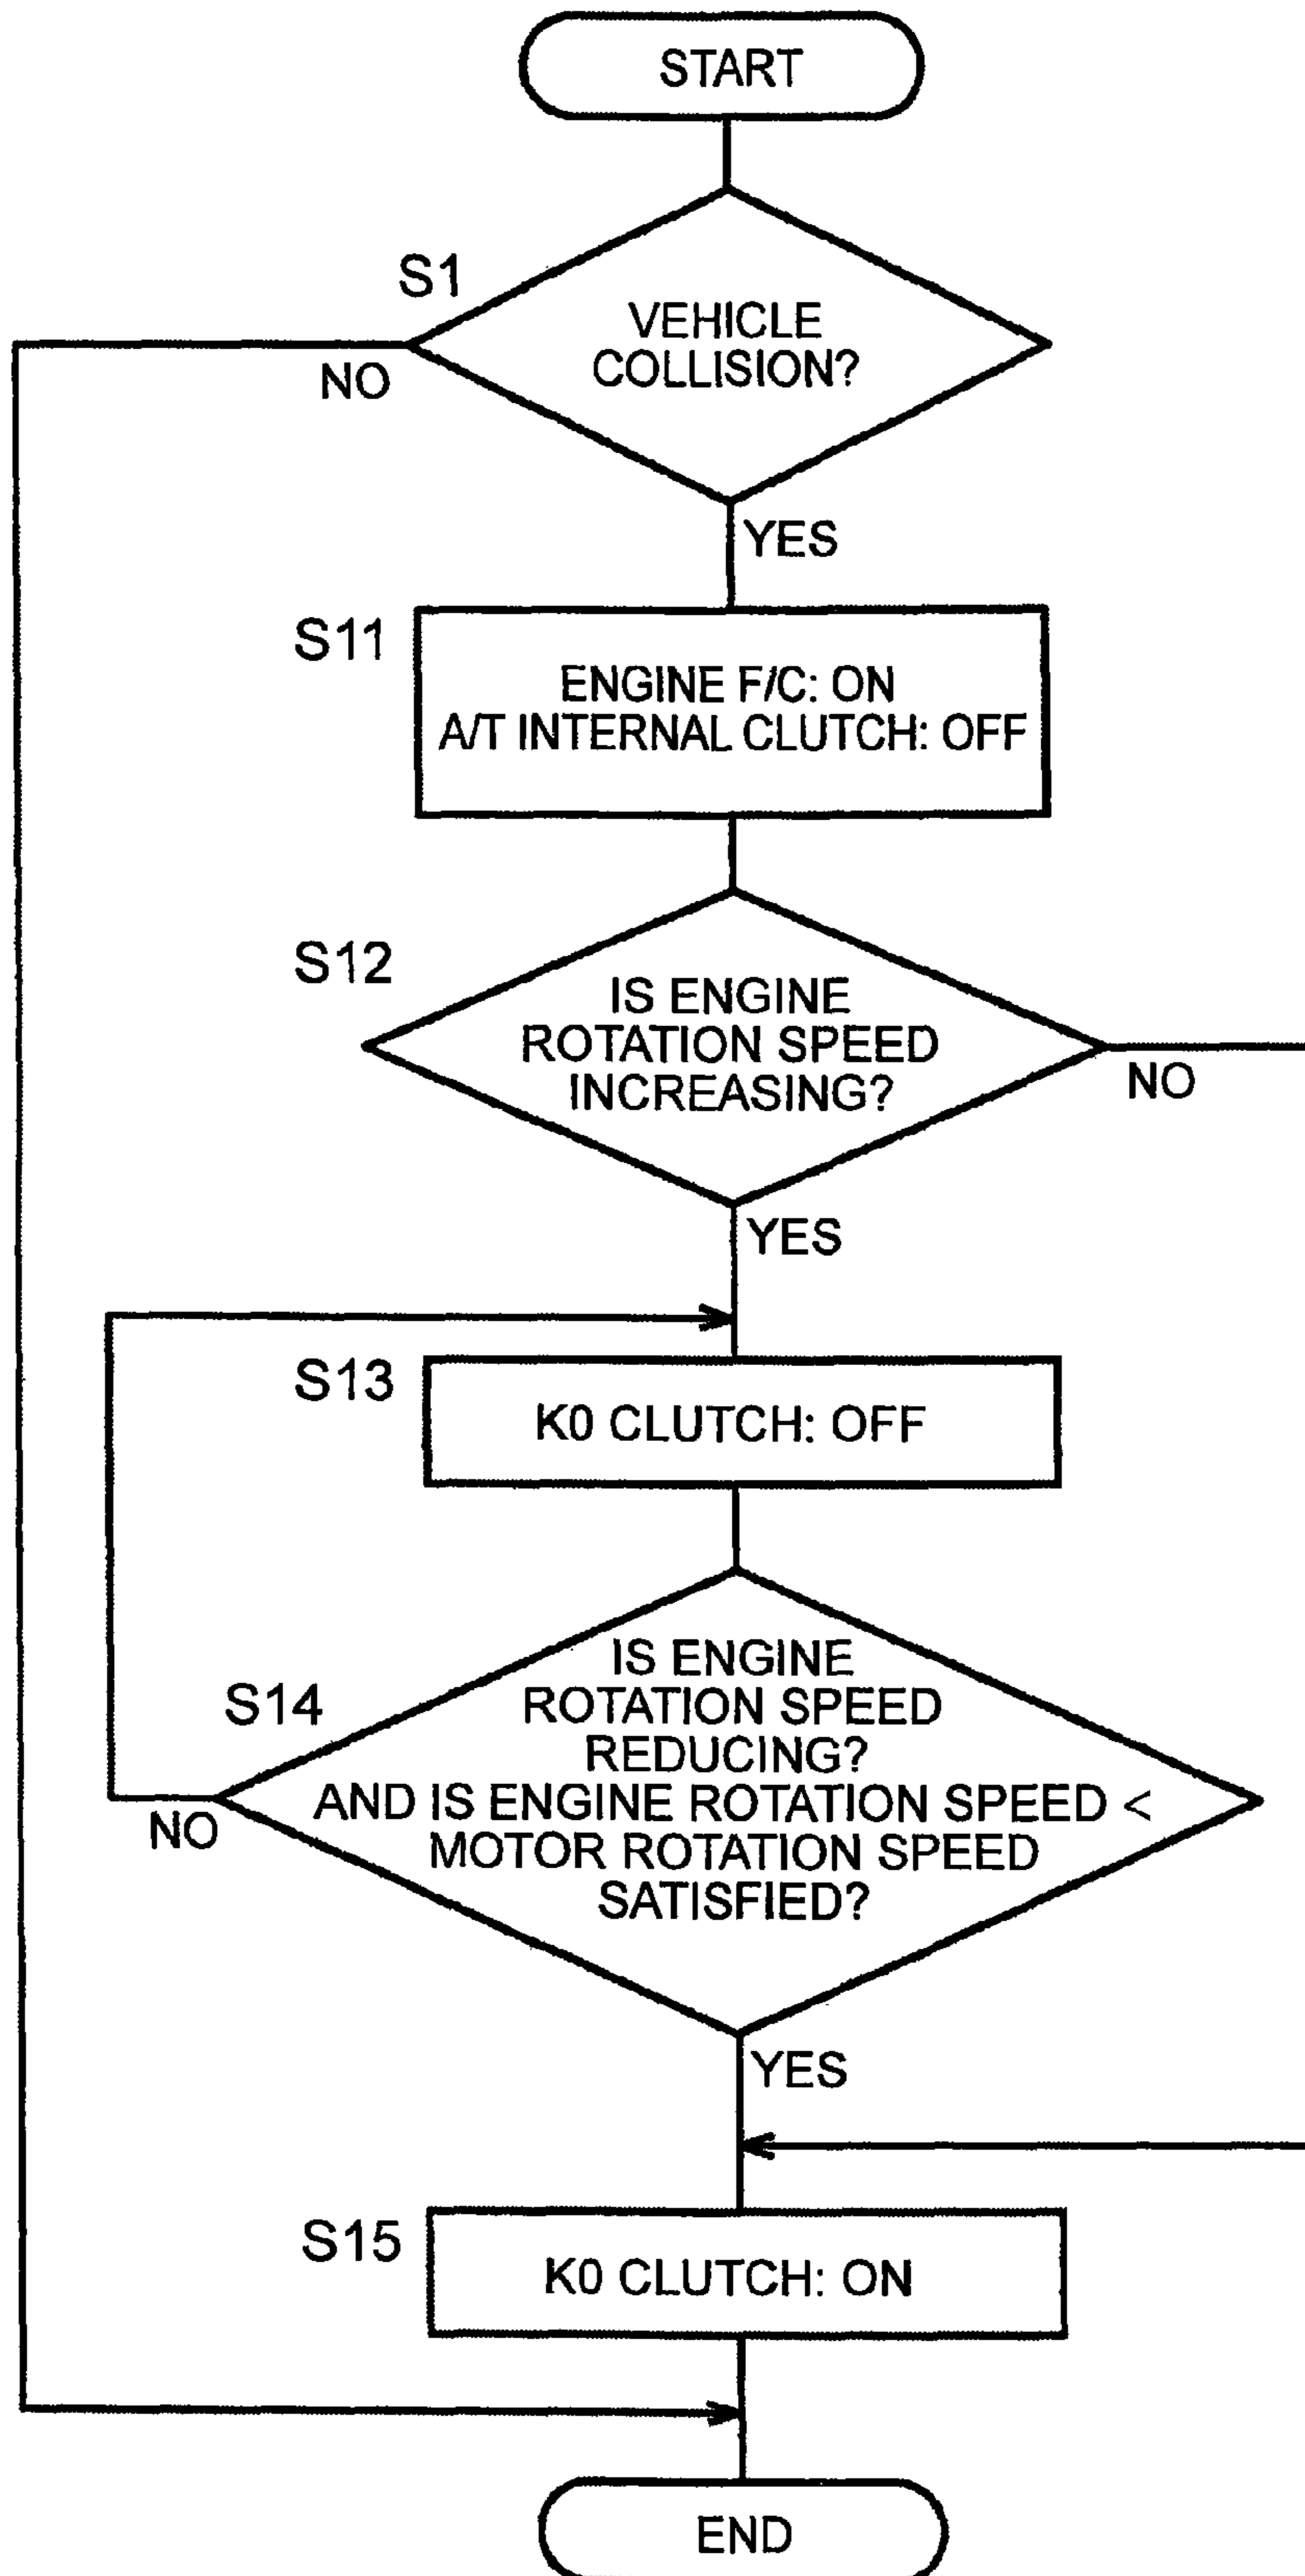 START
S1
VEHICLE
COLLISION?
NO
YES
S11
ENGINE F/C: ON
A/T INTERNAL CLUTCH: OFF
S12
IS ENGINE
ROTATION SPEED
INCREASING?
NO
YES
S13
K0 CLUTCH: OFF
S14
IS ENGINE
ROTATION SPEED
REDUCING?
AND IS ENGINE ROTATION SPEED <
MOTOR ROTATION SPEED
SATISFIED?
NO
YES
S15
K0 CLUTCH: ON
END